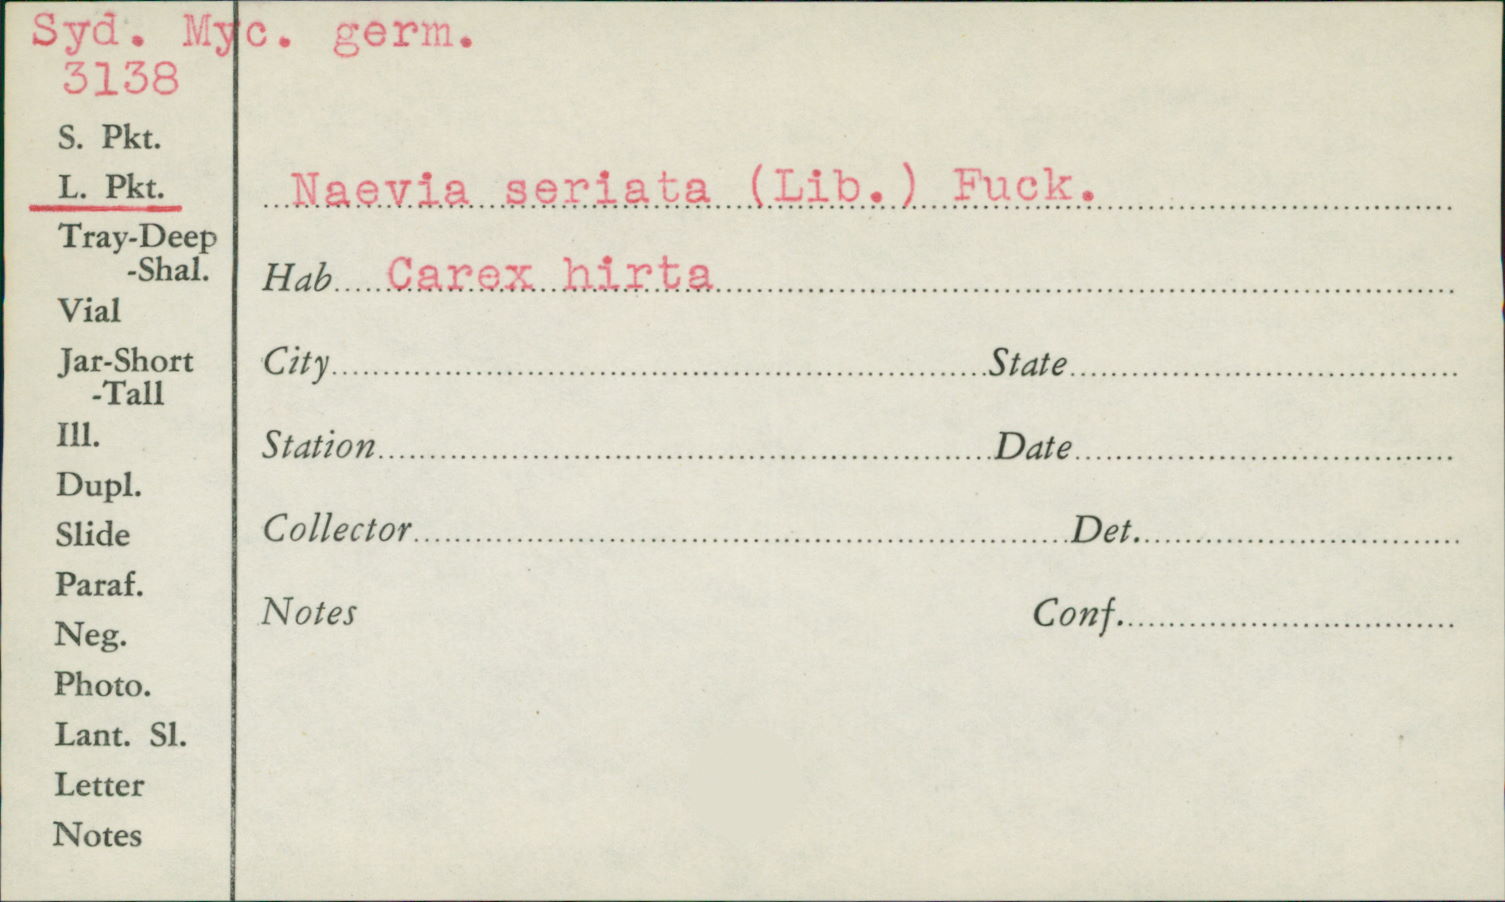 Syd. Myc. germ.
3138
S. Pkt.
L. Pkt.
Tray-Deep
-Shal.
Vial
Jar-Short
-Tall
Ill.
Dupl.
Slide
Paraf.
Neg.
Photo.
Lant. Sl.
Letter
Notes
Naevia seriata (Lib.) Fuck.
Hab. Carex hirta
City State
Station Date
Collector Det.
Notes Conf.